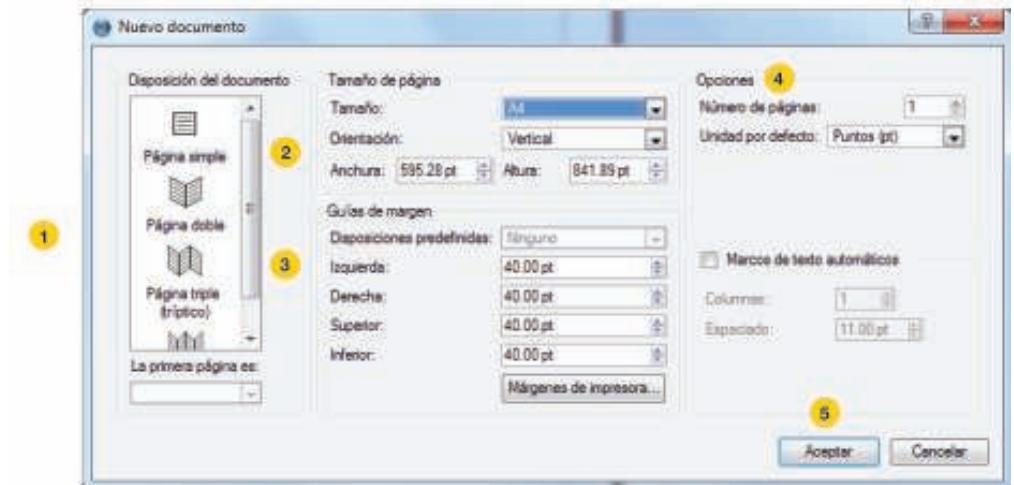 Nuevo documento
Disposición del documento
Página simple
Página doble
Página triple
(tríptico)
La primera página es:
1
2
3
Tamaño de página
Tamaño: A4
Orientación: Vertical
Anchura: 595.28 pt Altura: 841.89 pt
Guías de margen
Disposiciones predefinidas: Ninguno
Izquierda: 40.00 pt
Derecha: 40.00 pt
Superior: 40.00 pt
Inferior: 40.00 pt
Márgenes de impresora...
Opciones 4
Número de páginas: 1
Unidad por defecto: Puntos (pt)
Marcos de texto automáticos
Columnas: 1
Espaciado: 11.00 pt
5
Aceptar Cancelar